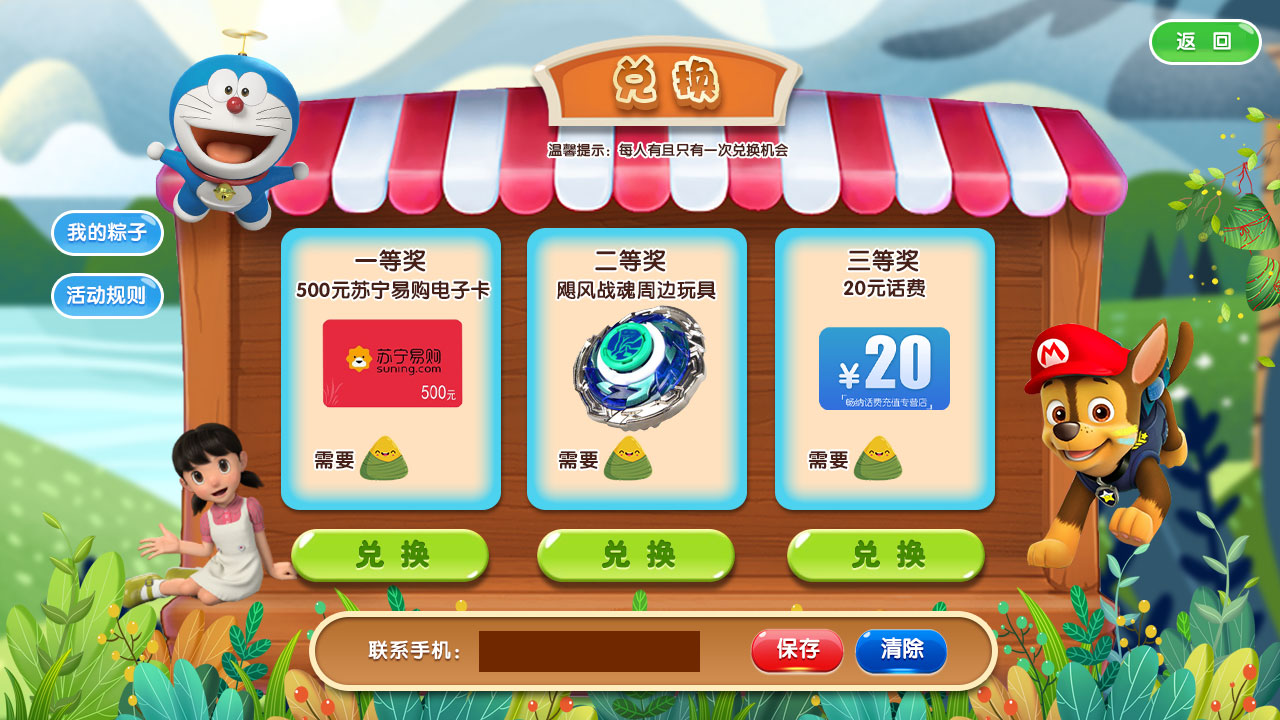 返 回
兑 换
温馨提示：每人有且只有一次兑换机会
我的粽子
活动规则
一等奖
500元苏宁易购电子卡
苏宁易购
suning.com
500元
需要
兑 换
二等奖
飓风战魂周边玩具
需要
兑 换
三等奖
20元话费
¥20
「畅纳话费充值专营店」
需要
兑 换
M
联系手机：
保存
清除